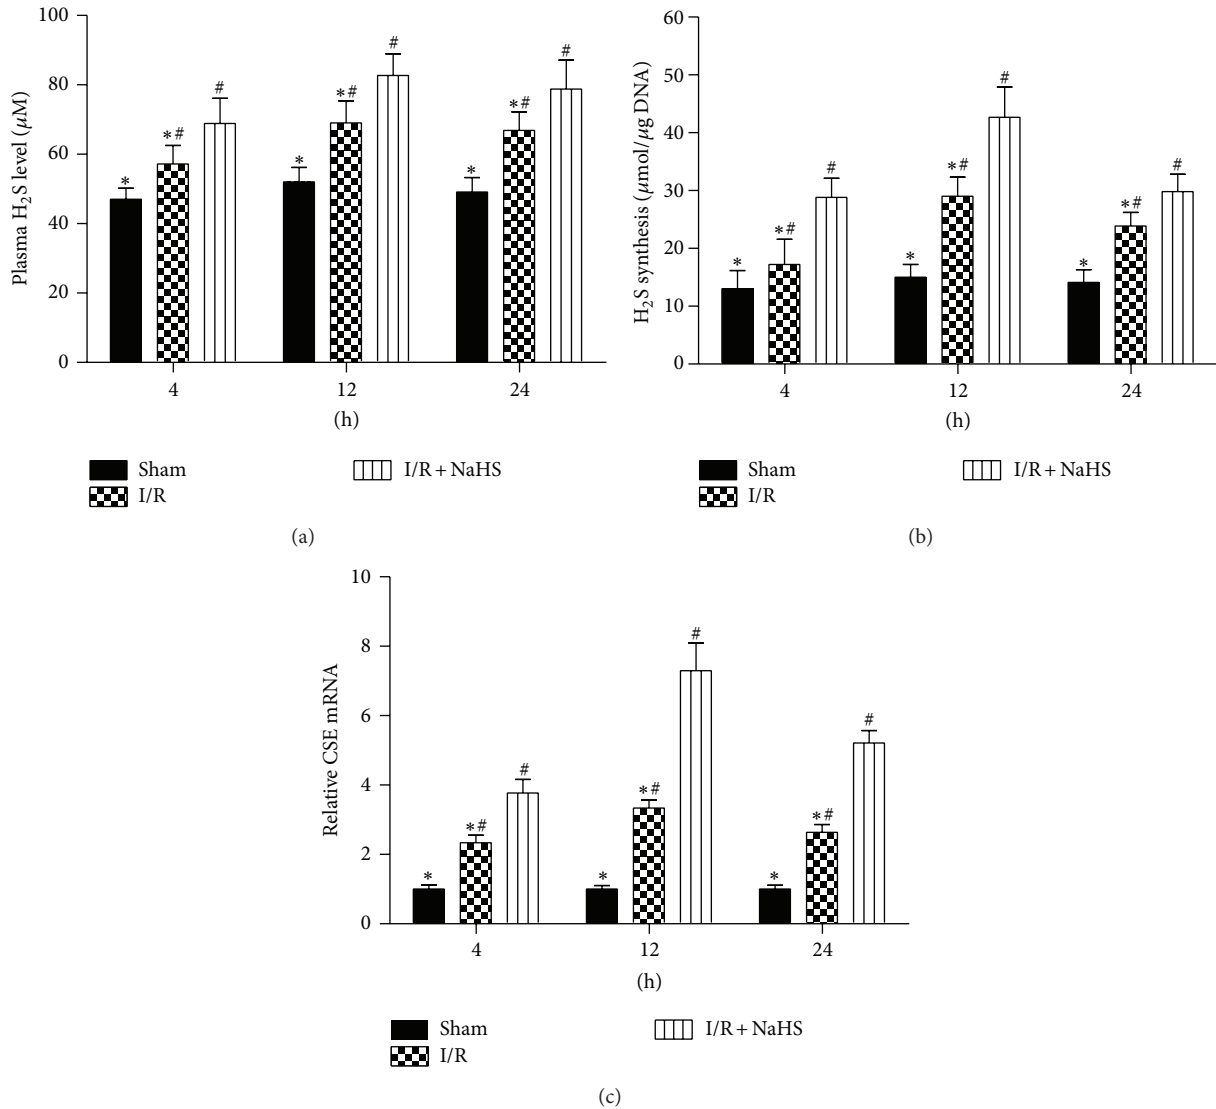 100
80
60
40
20
0
Plasma H₂S level (μM)
*
*#
#
*
*#
#
*
*#
#
4 12 24
(h)
Sham
I/R
I/R + NaHS
(a)
60
50
40
30
20
10
0
H₂S synthesis (μmol/μg DNA)
*
*#
#
*
*#
#
*
*#
#
4 12 24
(h)
Sham
I/R
I/R + NaHS
(b)
10
8
6
4
2
0
Relative CSE mRNA
*
*#
#
*
*#
#
*
*#
#
4 12 24
(h)
Sham
I/R
I/R + NaHS
(c)